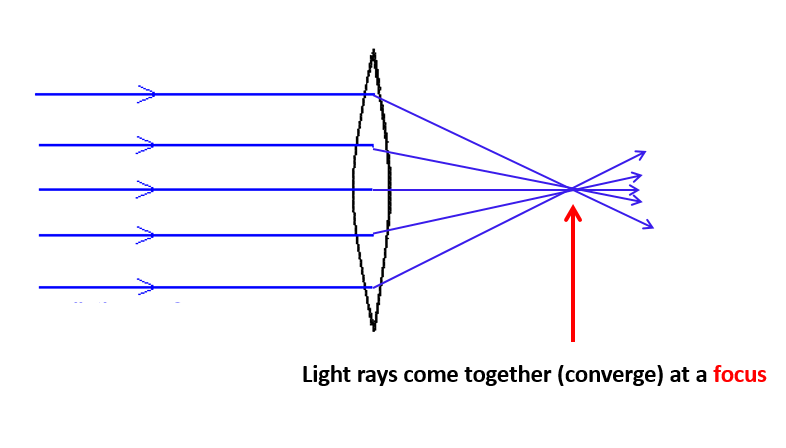 Light rays come together (converge) at a focus